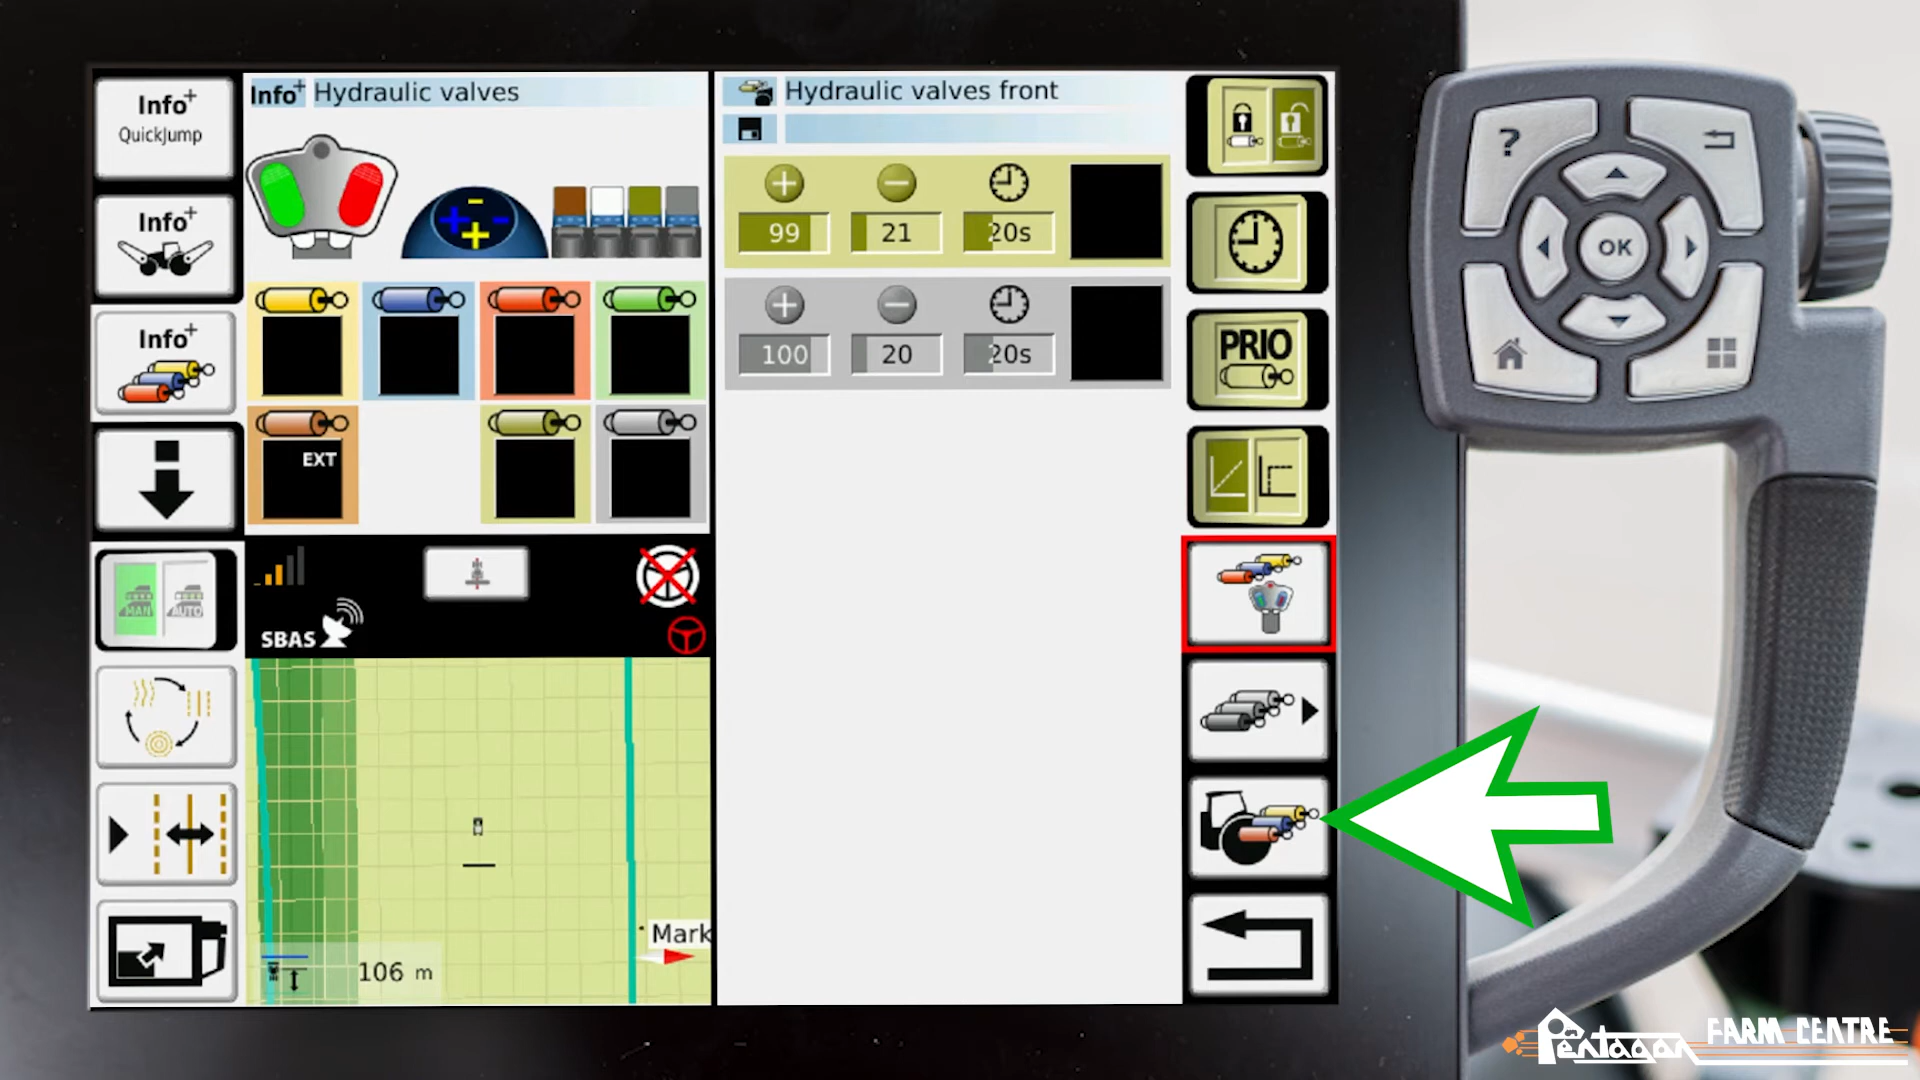 Info+
QuickJump
Info+
Info+
MAN AUTO
Info+ Hydraulic valves
EXT
SBAS
Mark
106 m
Hydraulic valves front
99 21 20s
100 20 20s
PRIO
?
OK
Pentagon FARM CENTRE